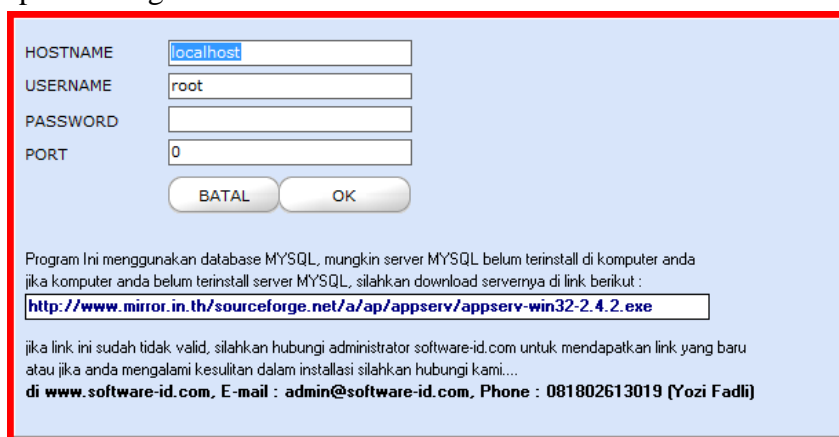 HOSTNAME localhost
USERNAME root
PASSWORD
PORT 0
BATAL OK
Program Ini menggunakan database MYSQL, mungkin server MYSQL belum terinstall di komputer anda
jika komputer anda belum terinstall server MYSQL, silahkan download servernya di link berikut :
http://www.mirror.in.th/sourceforge.net/a/ap/appserv/appserv-win32-2.4.2.exe
jika link ini sudah tidak valid, silahkan hubungi administrator software-id.com untuk mendapatkan link yang baru
atau jika anda mengalami kesulitan dalam installasi silahkan hubungi kami....
di www.software-id.com, E-mail : admin@software-id.com, Phone : 081802613019 (Yozi Fadli)